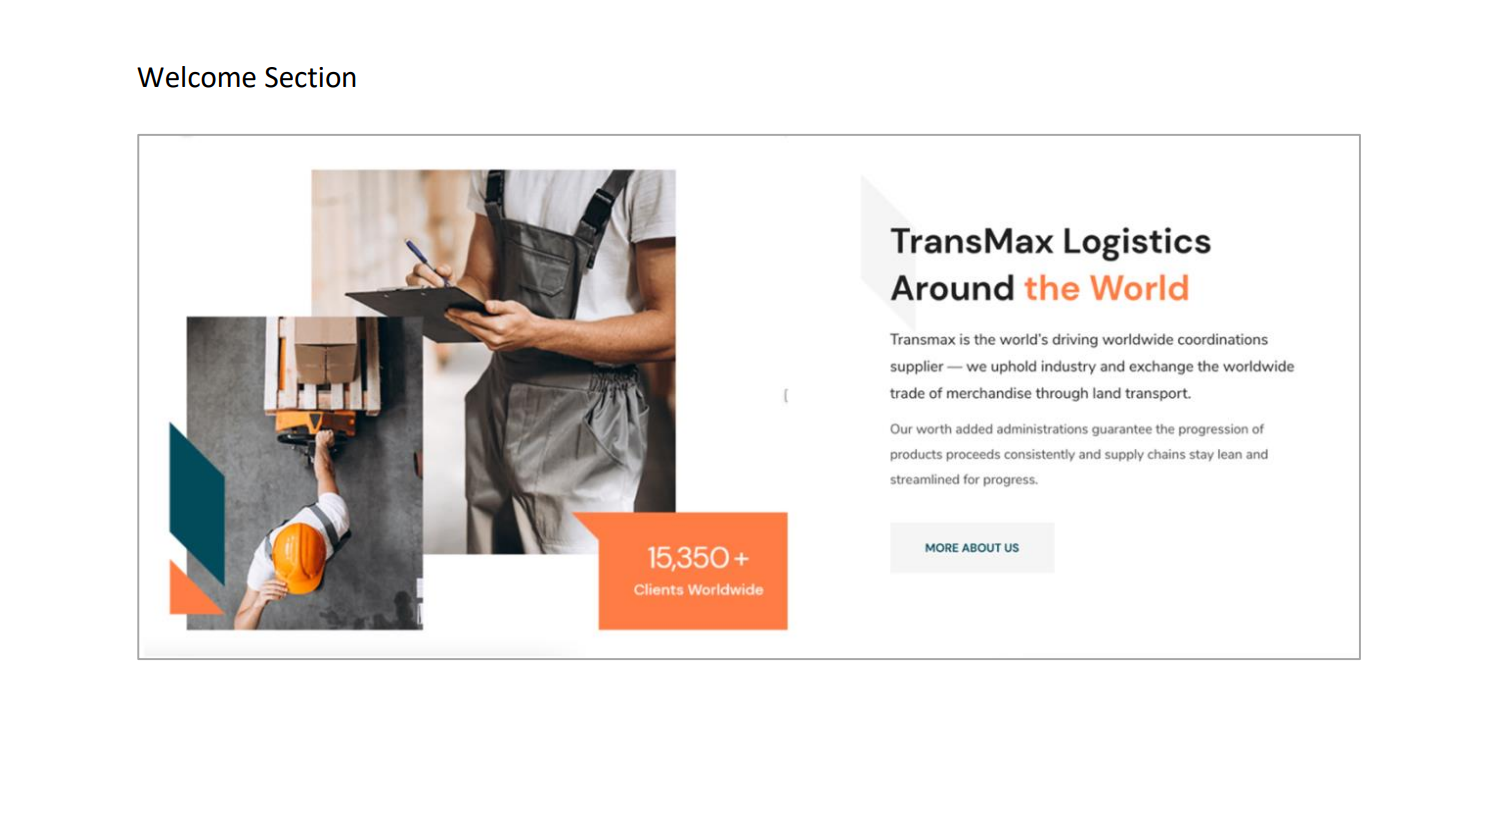 Welcome Section
15,350 +
Clients Worldwide
TransMax Logistics
Around the World
Transmax is the world's driving worldwide coordinations
supplier — we uphold industry and exchange the worldwide
trade of merchandise through land transport.
Our worth added administrations guarantee the progression of
products proceeds consistently and supply chains stay lean and
streamlined for progress.
MORE ABOUT US